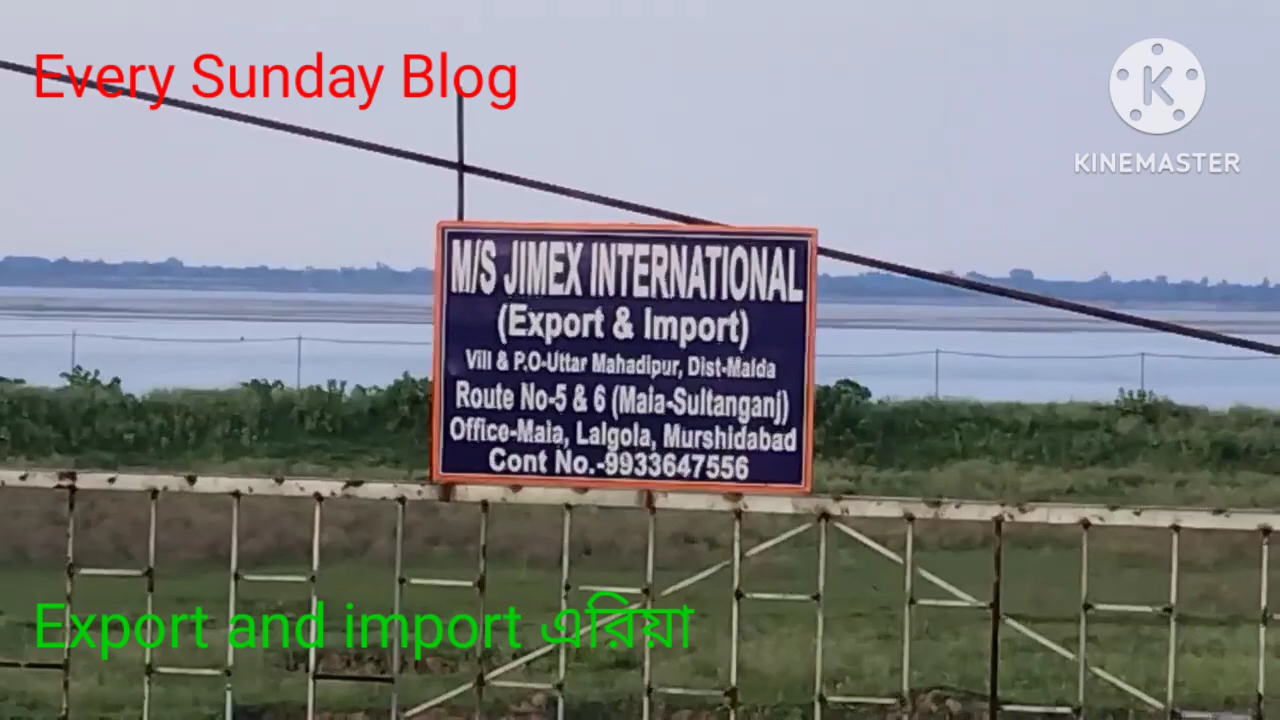 Every Sunday Blog
KINEMASTER
M/S JIMEX INTERNATIONAL
(Export & Import)
Vill & P.O-Uttar Mahadipur, Dist-Malda
Route No-5 & 6 (Maia-Sultanganj)
Office-Maia, Lalgola, Murshidabad
Cont No.-9933647556
Export and import এরিয়া